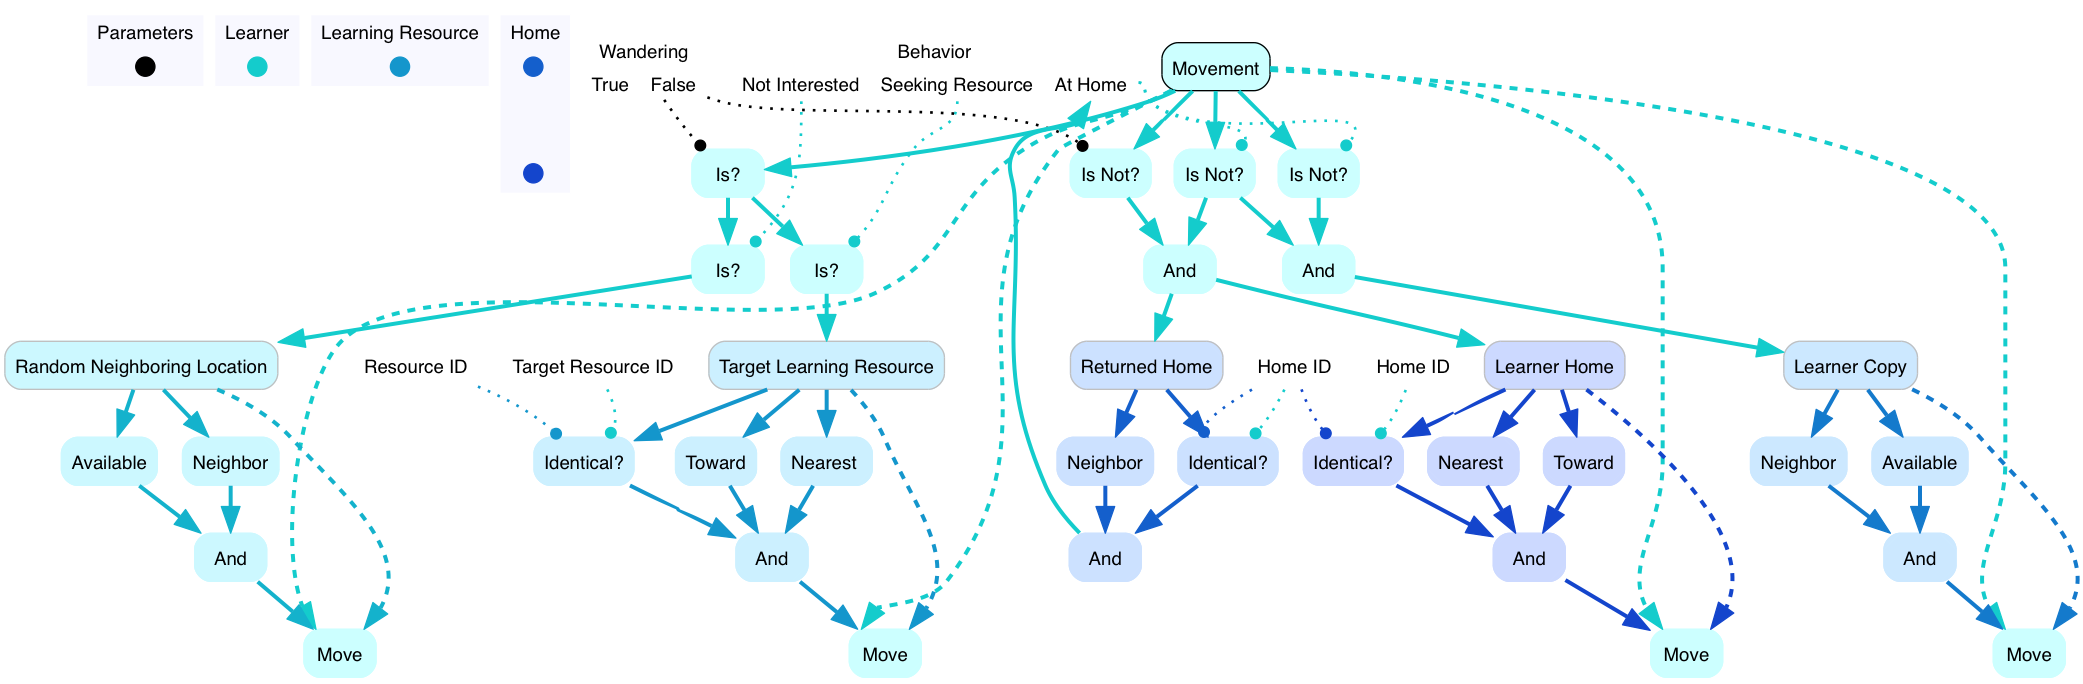 Parameters
Learner
Learning Resource
Home
Wandering
Behavior
True
False
Not Interested
Seeking Resource
At Home
Movement
Is?
Is Not?
Is Not?
Is Not?
Is?
Is?
And
And
Random Neighboring Location
Resource ID
Target Resource ID
Target Learning Resource
Returned Home
Home ID
Home ID
Learner Home
Learner Copy
Available
Neighbor
Identical?
Toward
Nearest
Neighbor
Identical?
Identical?
Nearest
Toward
Neighbor
Available
And
And
And
And
And
Move
Move
Move
Move